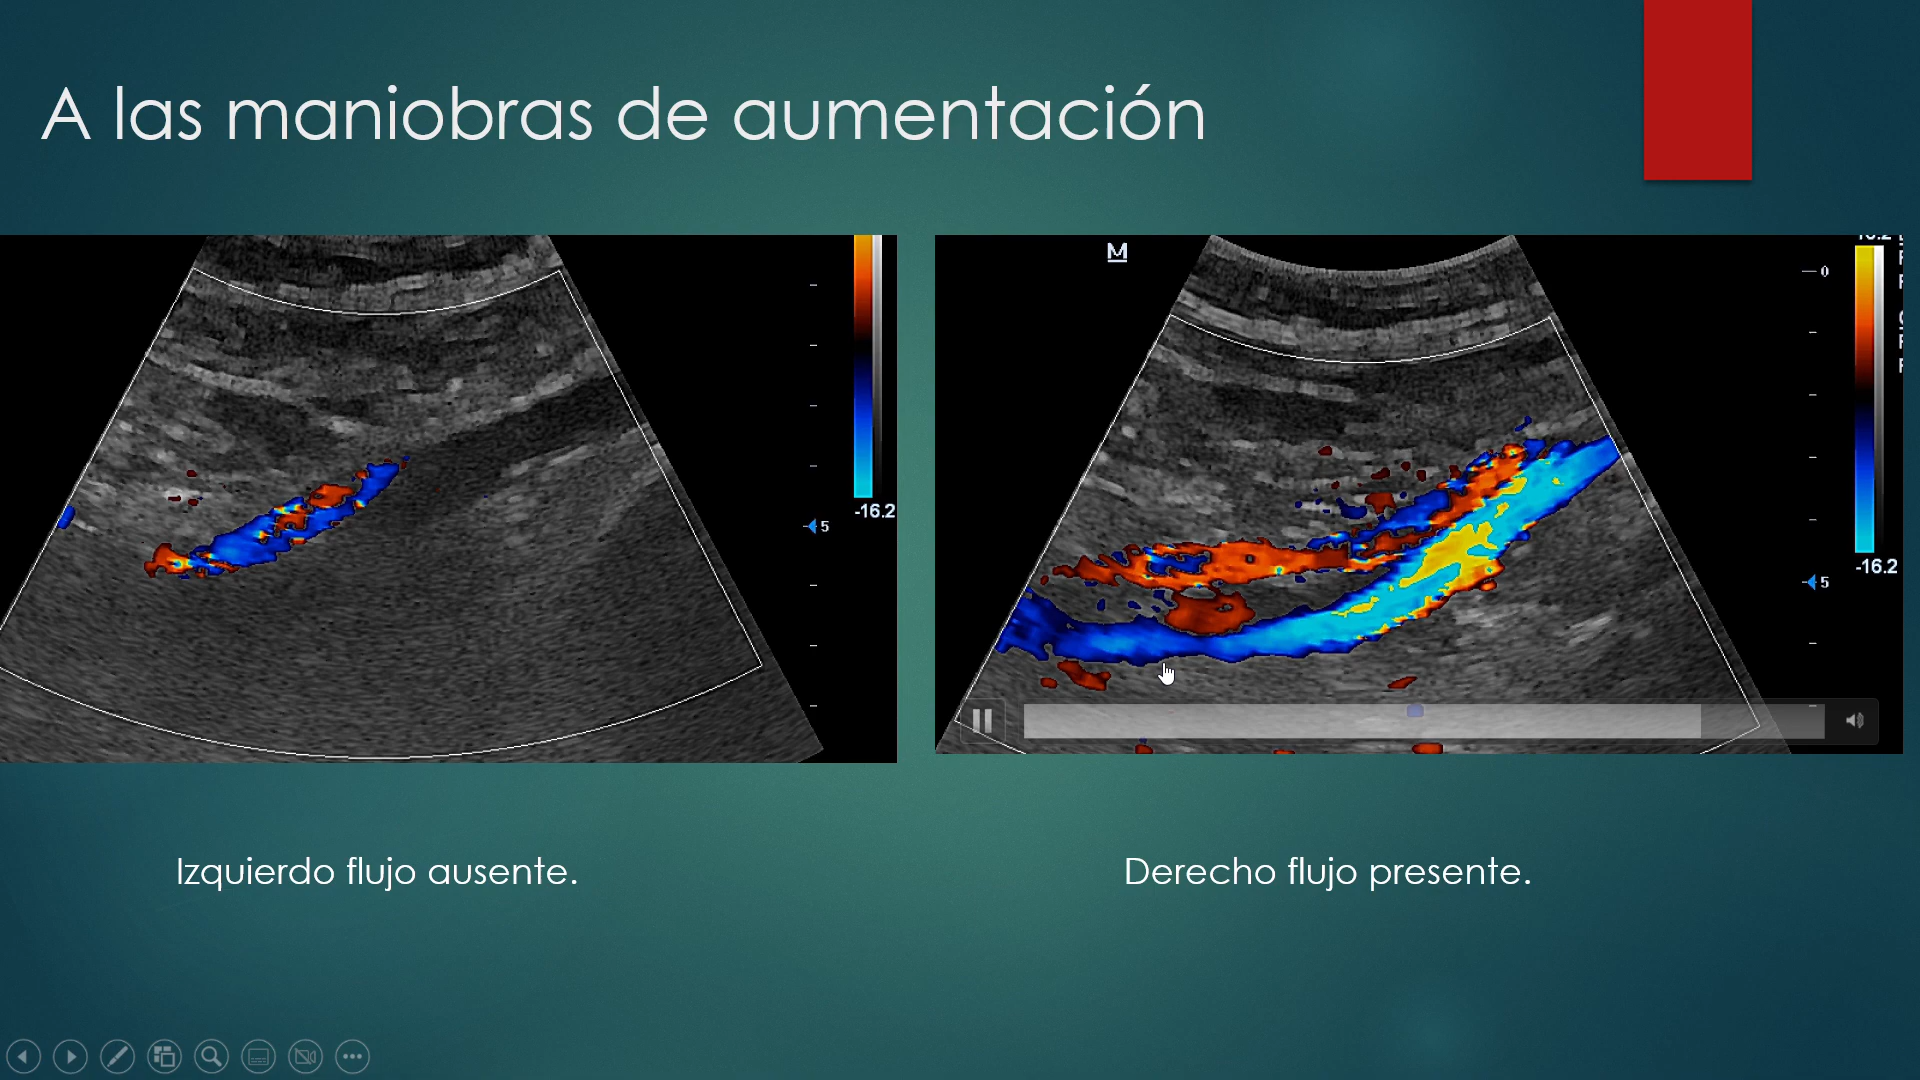 A las maniobras de aumentación
M
0
5
-16.2
5
-16.2
Izquierdo flujo ausente.
Derecho flujo presente.